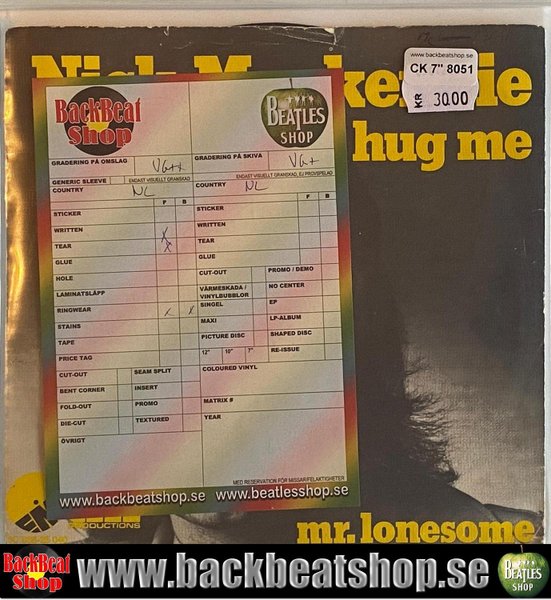 www.backbeatshop.se
CK 7" 8051
KR 30.00
hug me
BackBeat
Shop
BEATLES
SHOP
GRADERING PÅ OMSLAG
VG++
GRADERING PÅ SKIVA
VG+
GENERIC SLEEVE
ENDAST VISUELLT GRANSKAD
ENDAST VISUELLT GRANSKAD, EJ PROVSPELAD
COUNTRY
NL
COUNTRY
NL
F B
F B
STICKER
STICKER
WRITTEN
x
WRITTEN
TEAR
x
TEAR
GLUE
GLUE
HOLE
CUT-OUT
PROMO / DEMO
LAMINATSLÄPP
VÄRMESKADA /
VINYLBUBBLOR
NO CENTER
RINGWEAR
x x
SINGEL
EP
STAINS
MAXI
LP-ALBUM
TAPE
PICTURE DISC
SHAPED DISC
PRICE TAG
12" 10" 7"
RE-ISSUE
CUT-OUT
SEAM SPLIT
COLOURED VINYL
BENT CORNER
INSERT
FOLD-OUT
PROMO
MATRIX #
DIE-CUT
TEXTURED
YEAR
ÖVRIGT
MED RESERVATION FÖR MISSAR/FELAKTIGHETER
www.backbeatshop.se www.beatlesshop.se
PRODUCTIONS
mr. lonesome
BackBeat
Shop
www.backbeatshop.se
BEATLES
SHOP